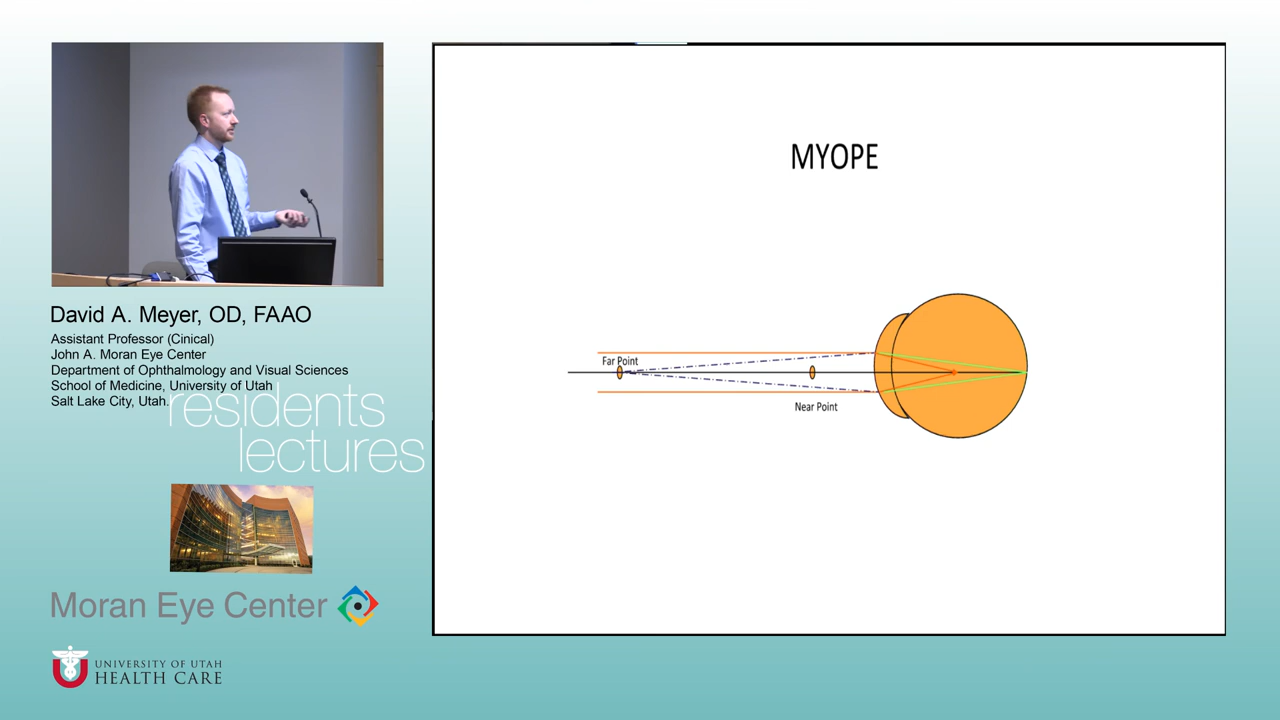 David A. Meyer, OD, FAAO
Assistant Professor (Cinical)
John A. Moran Eye Center
Department of Ophthalmology and Visual Sciences
School of Medicine, University of Utah
Salt Lake City, Utah.
residents
lectures
Moran Eye Center
UNIVERSITY OF UTAH
HEALTH CARE
MYOPE
Far Point
Near Point